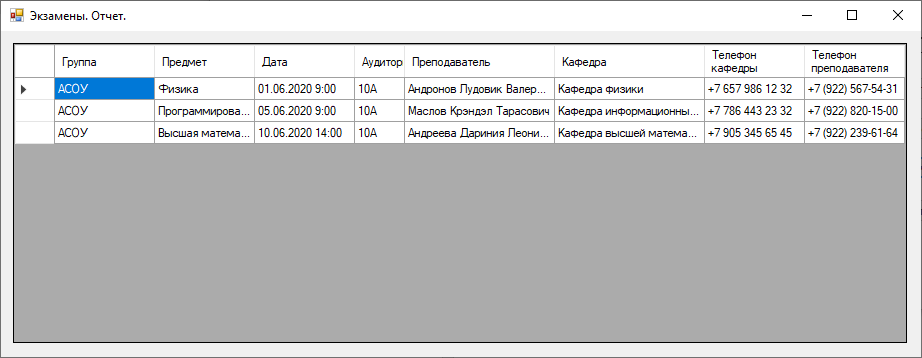 Экзамены. Отчет.
Группа Предмет Дата Аудитор Преподаватель Кафедра Телефон кафедры Телефон преподавателя
АСОУ Физика 01.06.2020 9:00 10А Андронов Лудовик Валер... Кафедра физики +7 657 986 12 32 +7 (922) 567-54-31
АСОУ Программирова... 05.06.2020 9:00 10А Маслов Крэндэл Тарасович Кафедра информационны... +7 786 443 23 32 +7 (922) 820-15-00
АСОУ Высшая матема... 10.06.2020 14:00 10А Андреева Дариния Леони... Кафедра высшей матема... +7 905 345 65 45 +7 (922) 239-61-64